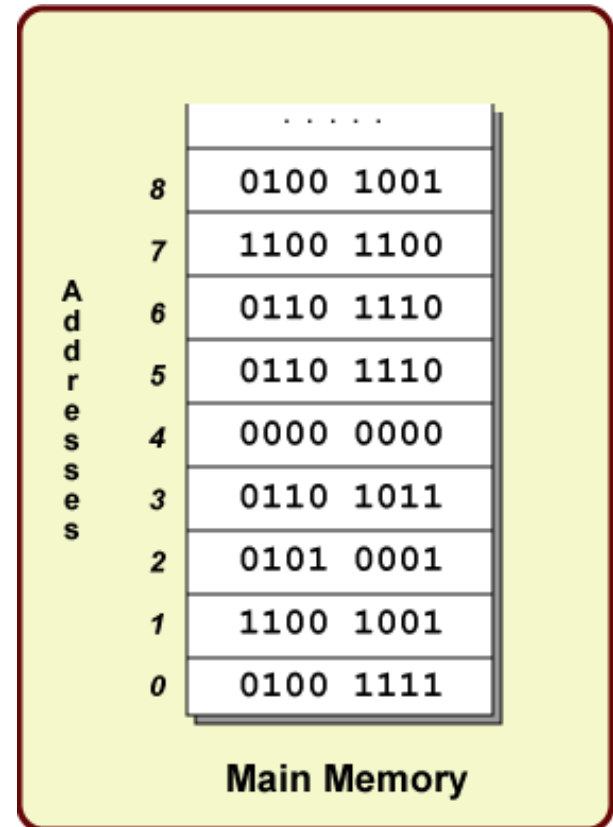 . . . . .
8 0100 1001
7 1100 1100
6 0110 1110
5 0110 1110
4 0000 0000
3 0110 1011
2 0101 0001
1 1100 1001
0 0100 1111
Addresses
Main Memory